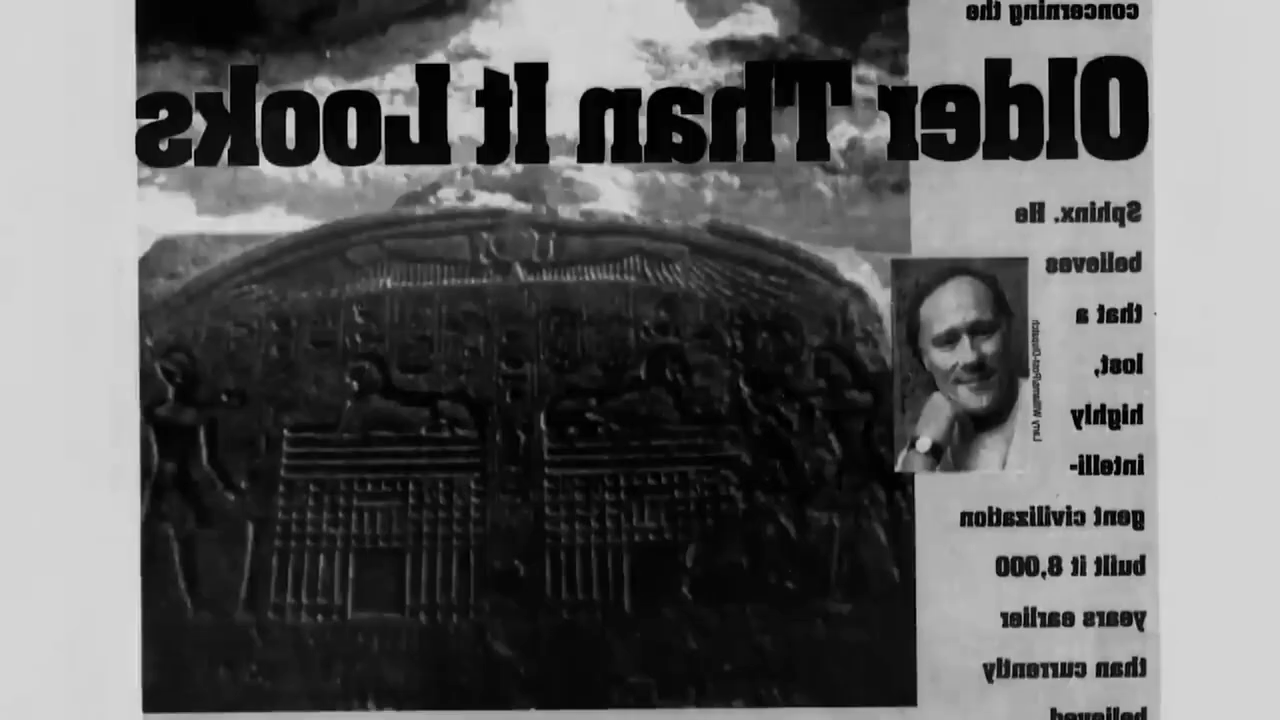 concerning the
Older Than It Looks
Sphinx. He
believes
that a
lost,
highly
intelli-
gent civilization
built it 8,000
years earlier
than currently
believed